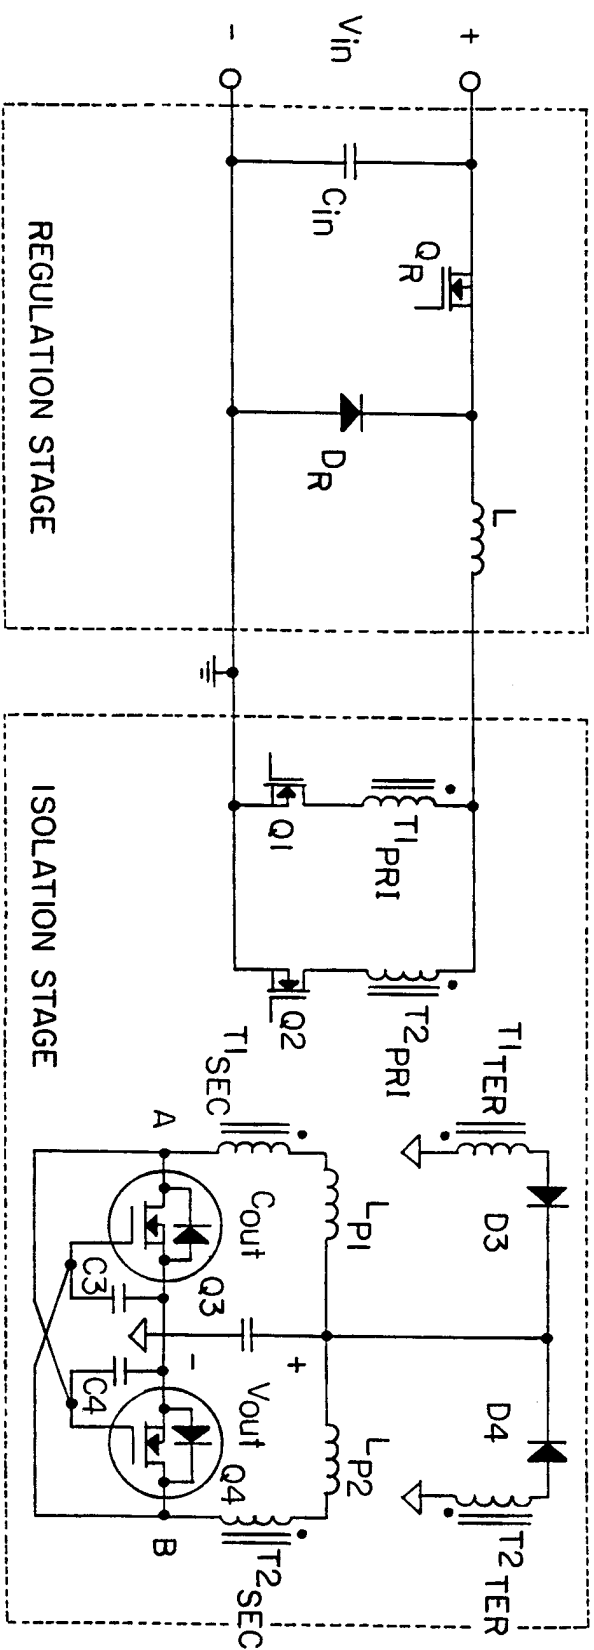 +
Vin
-
Cin
QR
DR
L
REGULATION STAGE
T1PRI
Q1
T2PRI
Q2
T1TER
D3
D4
T2TER
T1SEC
LP1
LP2
T2SEC
A
Cout
Q3
C3
+
-
Vout
C4
Q4
B
ISOLATION STAGE